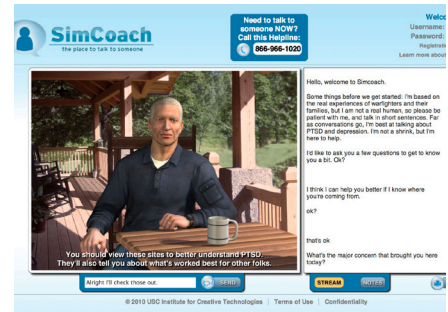 SimCoach
the place to talk to someone
Need to talk to
someone NOW?
Call this Helpline:
866-966-1020
Welco
Username:
Password:
Registratio
Learn more about
Hello, welcome to Simcoach.
Some things before we get started: I'm based on
the real experiences of warfighters and their
families, but I am not a real human, so please be
patient with me, and talk in short sentences. Far
as conversations go, I'm best at talking about
PTSD and depression. I'm not a shrink, but I'm
here to help.
I'd like to ask you a few questions to get to know
you a bit. Ok?
I think I can help you better if I know where
you're coming from.
ok?
that's ok
What's the major concern that brought you here
today?
You should view these sites to better understand PTSD.
They'll also tell you about what's worked best for other folks.
Alright I'll check those out.
SEND
STREAM
NOTES
© 2010 USC Institute for Creative Technologies | Terms of Use | Confidentiality